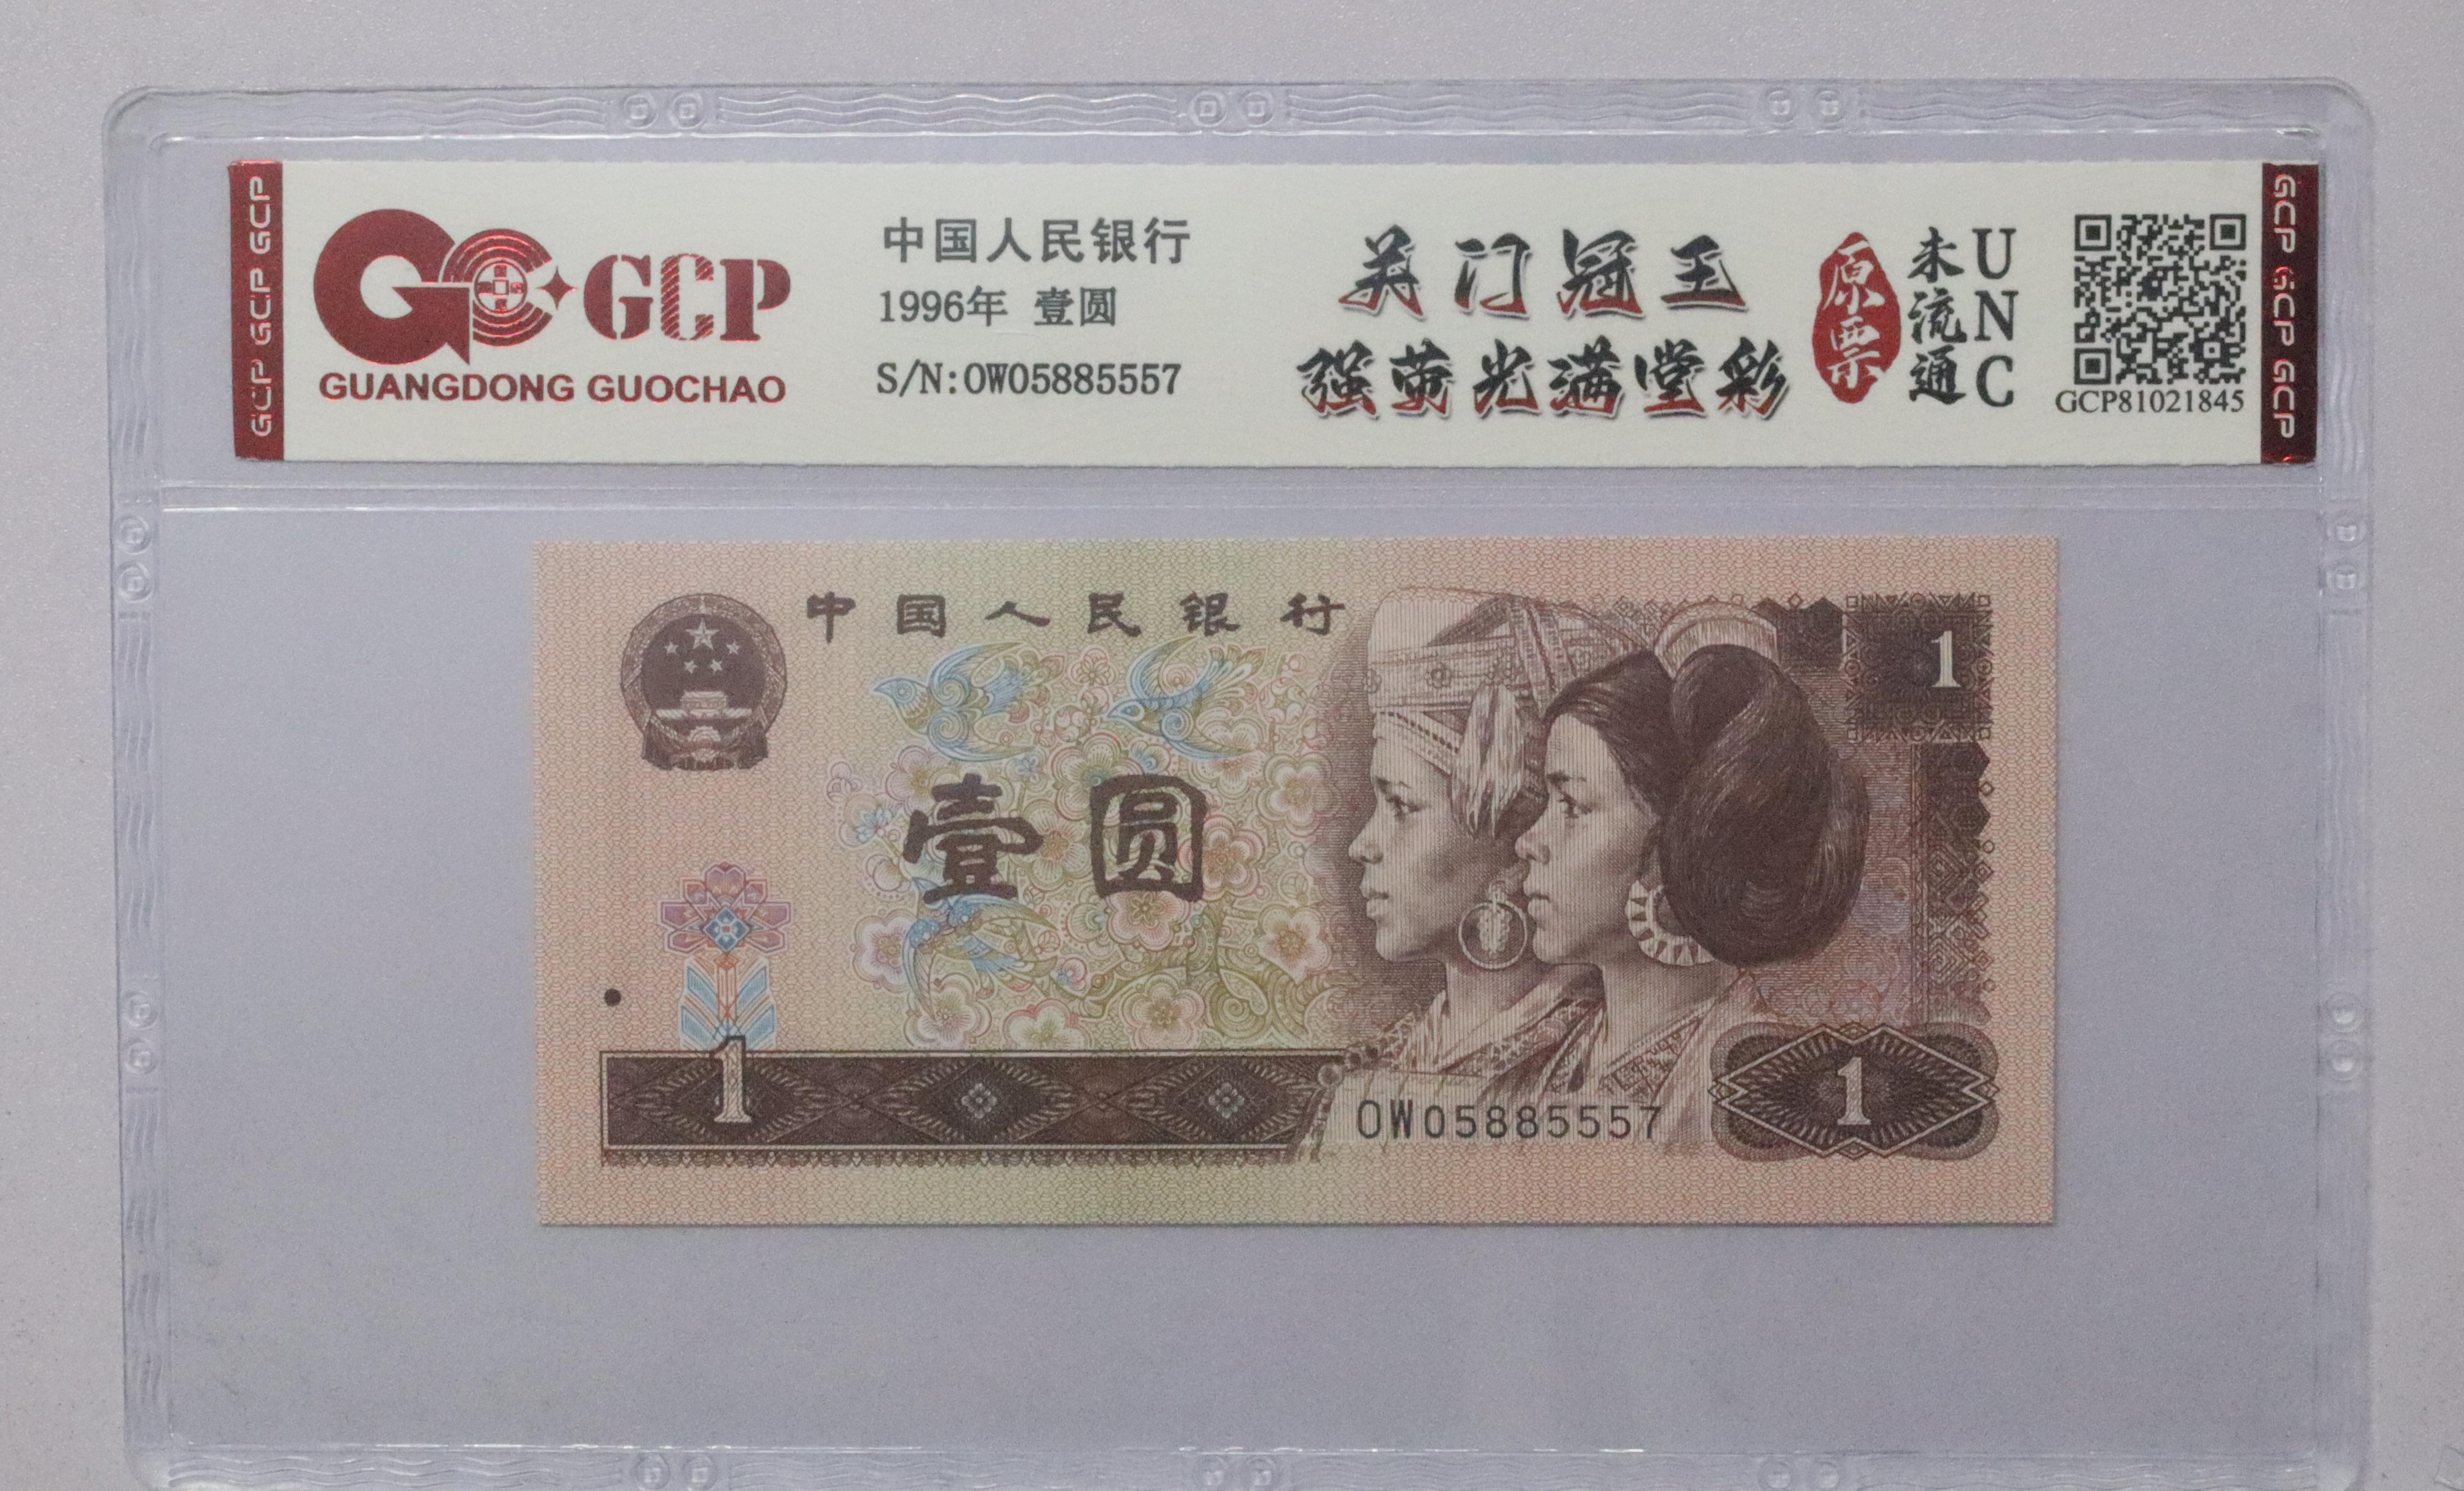 GCP GCP GCP
GCP
GUANGDONG GUOCHAO
中国人民银行
1996年 壹圆
S/N:OW05885557
关门冠王
强荧光满堂彩
原票
未流通
UNC
GCP81021845
GCP GCP GCP
中国人民银行
1
壹圆
1
OW05885557
1